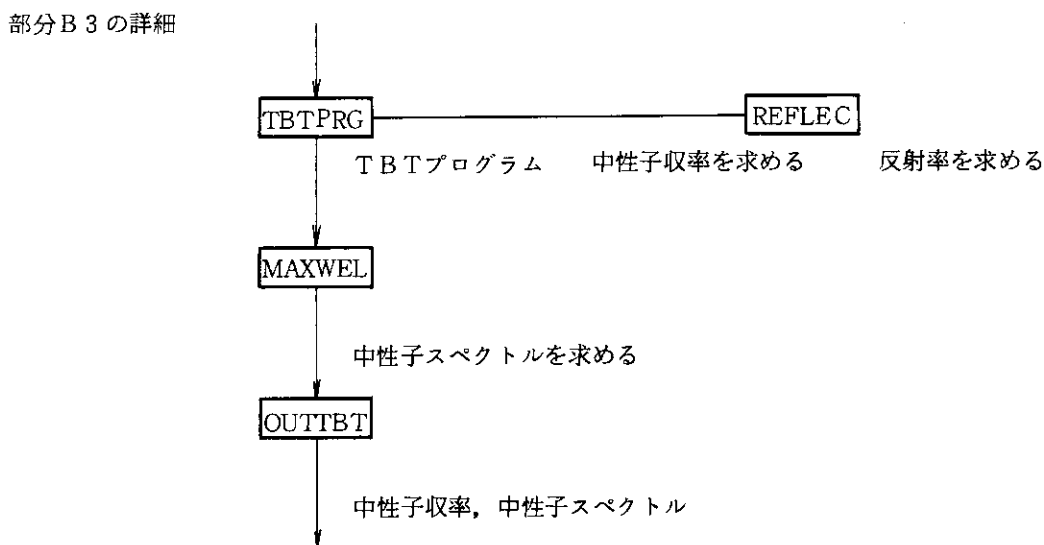 部分B3の詳細
TBTPRG REFLEC
TBTプログラム 中性子収率を求める 反射率を求める
MAXWEL
中性子スペクトルを求める
OUTTBT
中性子収率,中性子スペクトル